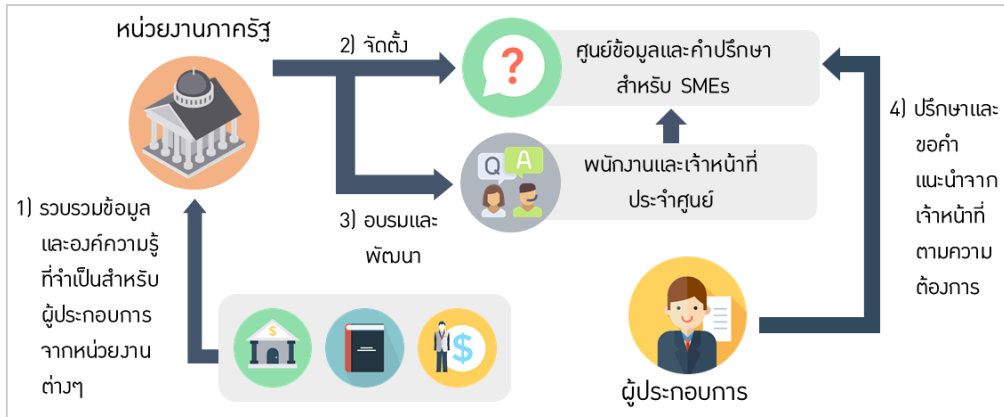 หน่วยงานภาครัฐ
2) จัดตั้ง
?
ศูนย์ข้อมูลและคำปรึกษา
สำหรับ SMEs
Q A
พนักงานและเจ้าหน้าที่
ประจำศูนย์
3) อบรมและ
พัฒนา
4) ปรึกษาและ
ขอคำ
แนะนำจาก
เจ้าหน้าที่
ตามความ
ต้องการ
1) รวบรวมข้อมูล
และองค์ความรู้
ที่จำเป็นสำหรับ
ผู้ประกอบการ
จากหน่วยงาน
ต่างๆ
$
$
ผู้ประกอบการ